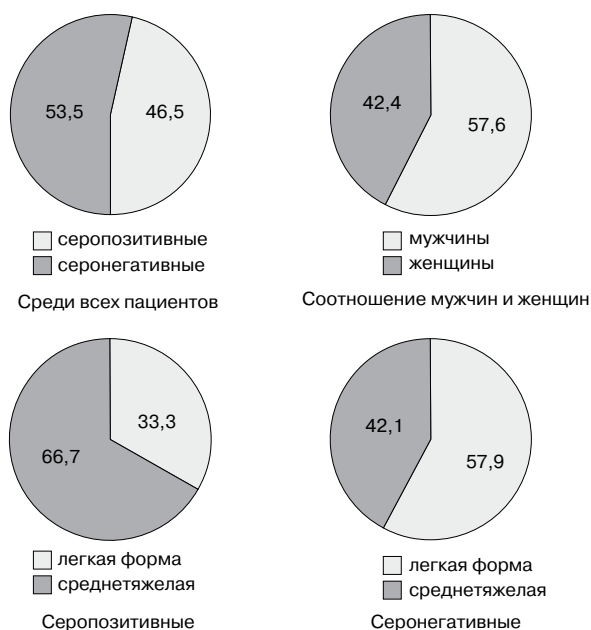 53,5
46,5
серопозитивные
серонегативные
Среди всех пациентов
42,4
57,6
мужчины
женщины
Соотношение мужчин и женщин
33,3
66,7
легкая форма
среднетяжелая
Серопозитивные
42,1
57,9
легкая форма
среднетяжелая
Серонегативные